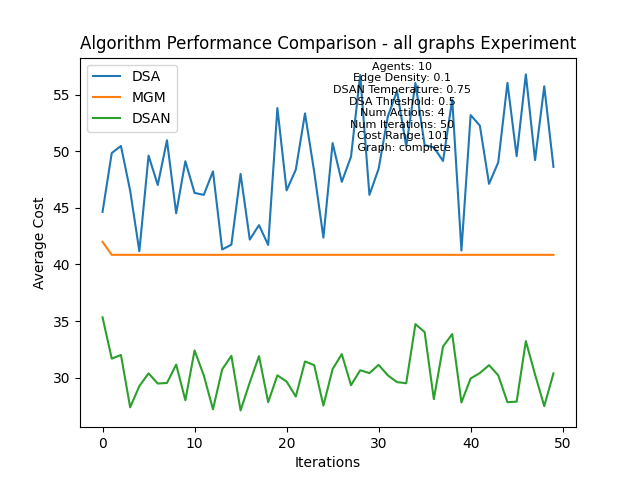 Algorithm Performance Comparison - all graphs Experiment
DSA
MGM
DSAN
Agents: 10
Edge Density: 0.1
DSAN Temperature: 0.75
DSA Threshold: 0.5
Num Actions: 4
Num Iterations: 50
Cost Range: 101
Graph: complete
Average Cost
55
50
45
40
35
30
0
10
20
30
40
50
Iterations